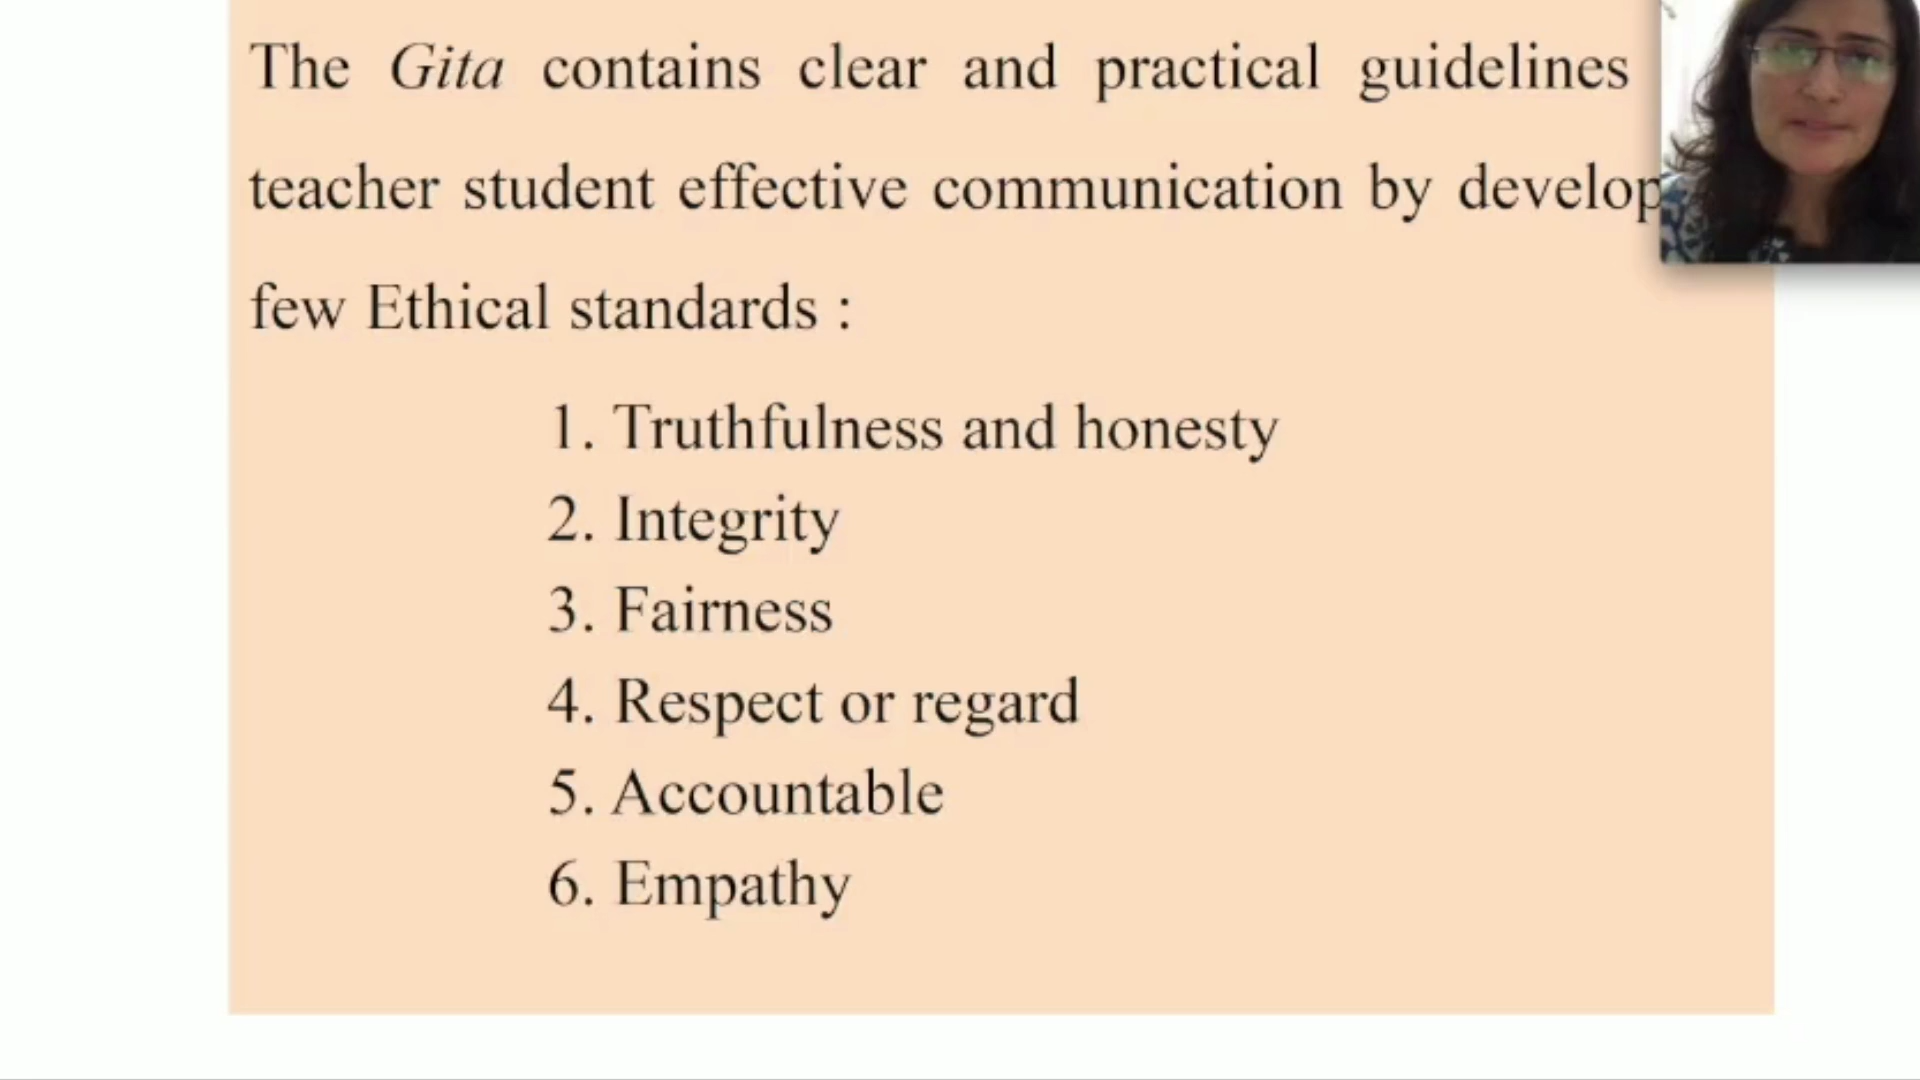 The Gita contains clear and practical guidelines
teacher student effective communication by develop
few Ethical standards :
1. Truthfulness and honesty
2. Integrity
3. Fairness
4. Respect or regard
5. Accountable
6. Empathy